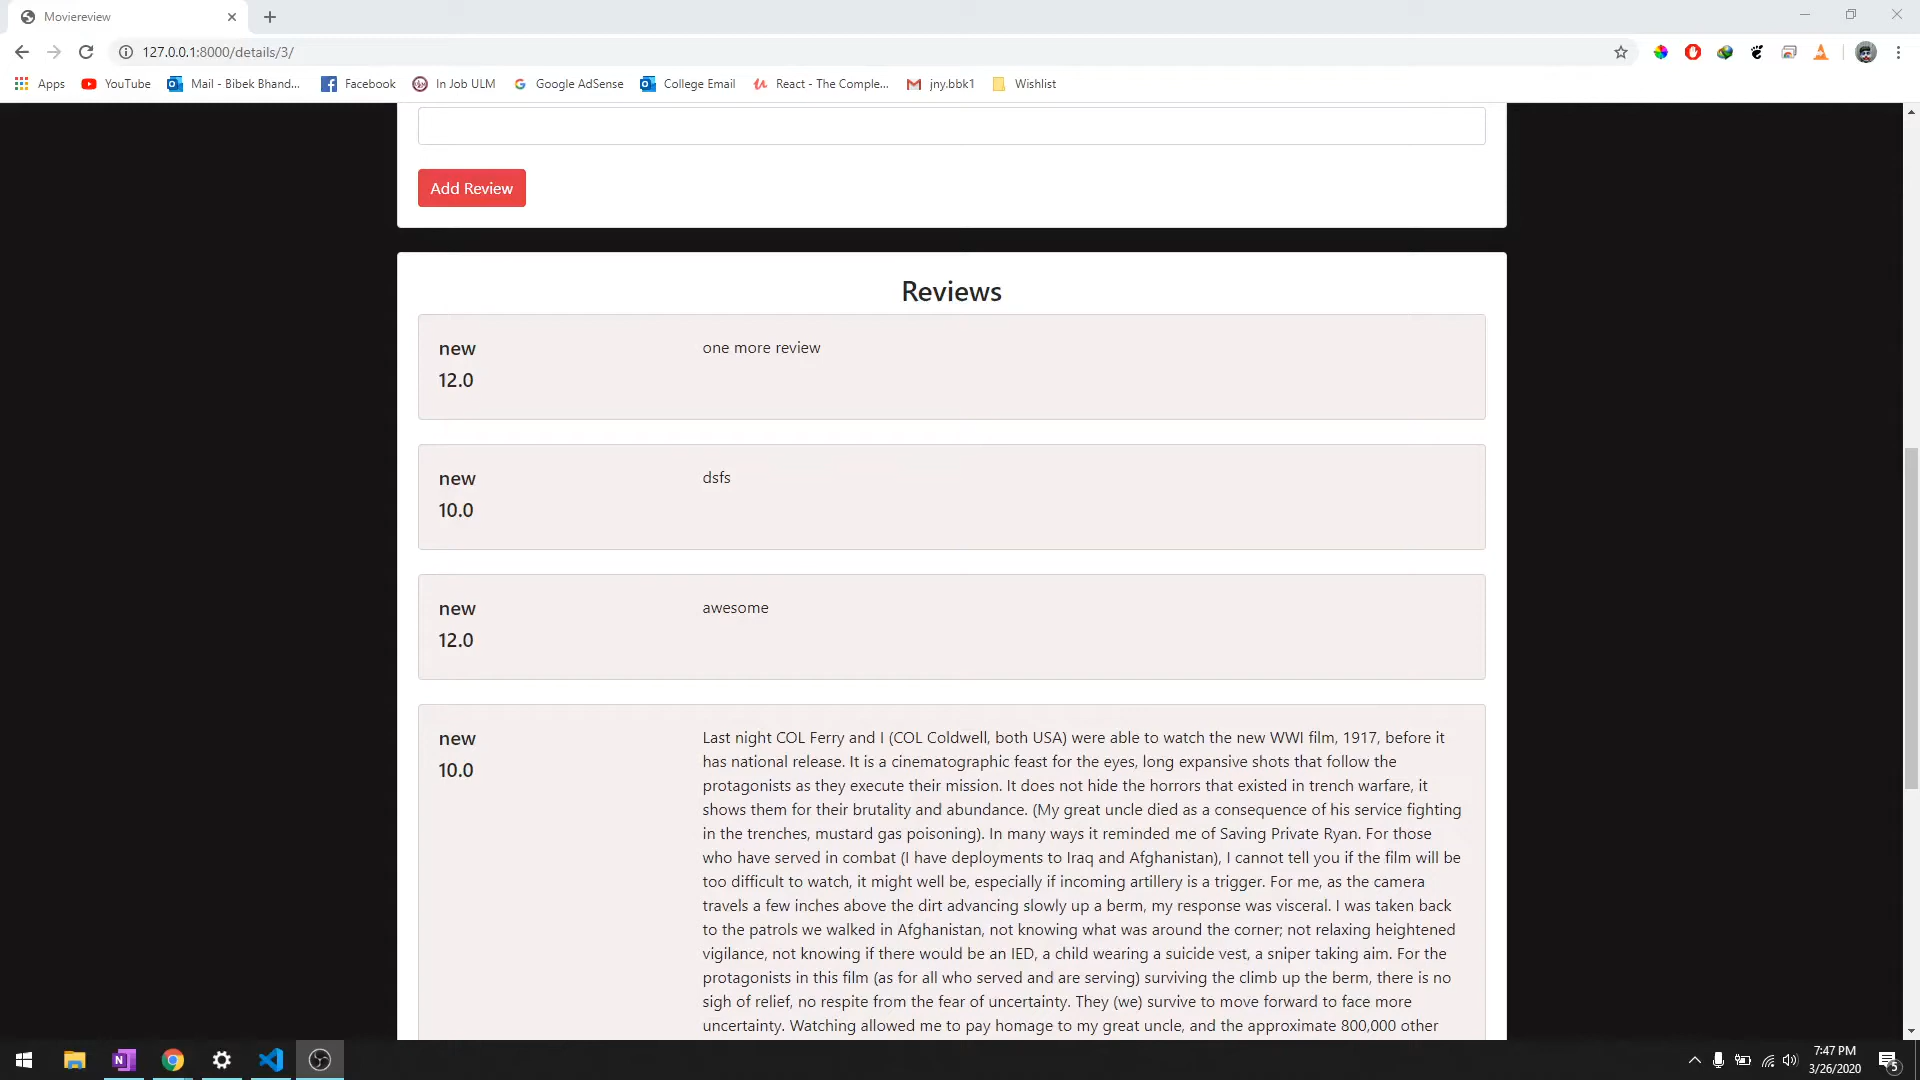 Moviereview
127.0.0.1:8000/details/3/
Apps
YouTube
Mail - Bibek Bhand...
Facebook
In Job ULM
Google AdSense
College Email
React - The Comple...
jny.bbk1
Wishlist
Add Review
Reviews
new
one more review
12.0
new
dsfs
10.0
new
awesome
12.0
new
10.0
Last night COL Ferry and I (COL Coldwell, both USA) were able to watch the new WWI film, 1917, before it
has national release. It is a cinematographic feast for the eyes, long expansive shots that follow the
protagonists as they execute their mission. It does not hide the horrors that existed in trench warfare, it
shows them for their brutality and abundance. (My great uncle died as a consequence of his service fighting
in the trenches, mustard gas poisoning). In many ways it reminded me of Saving Private Ryan. For those
who have served in combat (I have deployments to Iraq and Afghanistan), I cannot tell you if the film will be
too difficult to watch, it might well be, especially if incoming artillery is a trigger. For me, as the camera
travels a few inches above the dirt advancing slowly up a berm, my response was visceral. I was taken back
to the patrols we walked in Afghanistan, not knowing what was around the corner; not relaxing heightened
vigilance, not knowing if there would be an IED, a child wearing a suicide vest, a sniper taking aim. For the
protagonists in this film (as for all who served and are serving) surviving the climb up the berm, there is no
sigh of relief, no respite from the fear of uncertainty. They (we) survive to move forward to face more
uncertainty. Watching allowed me to pay homage to my great uncle, and the approximate 800,000 other
7:47 PM
3/26/2020
5